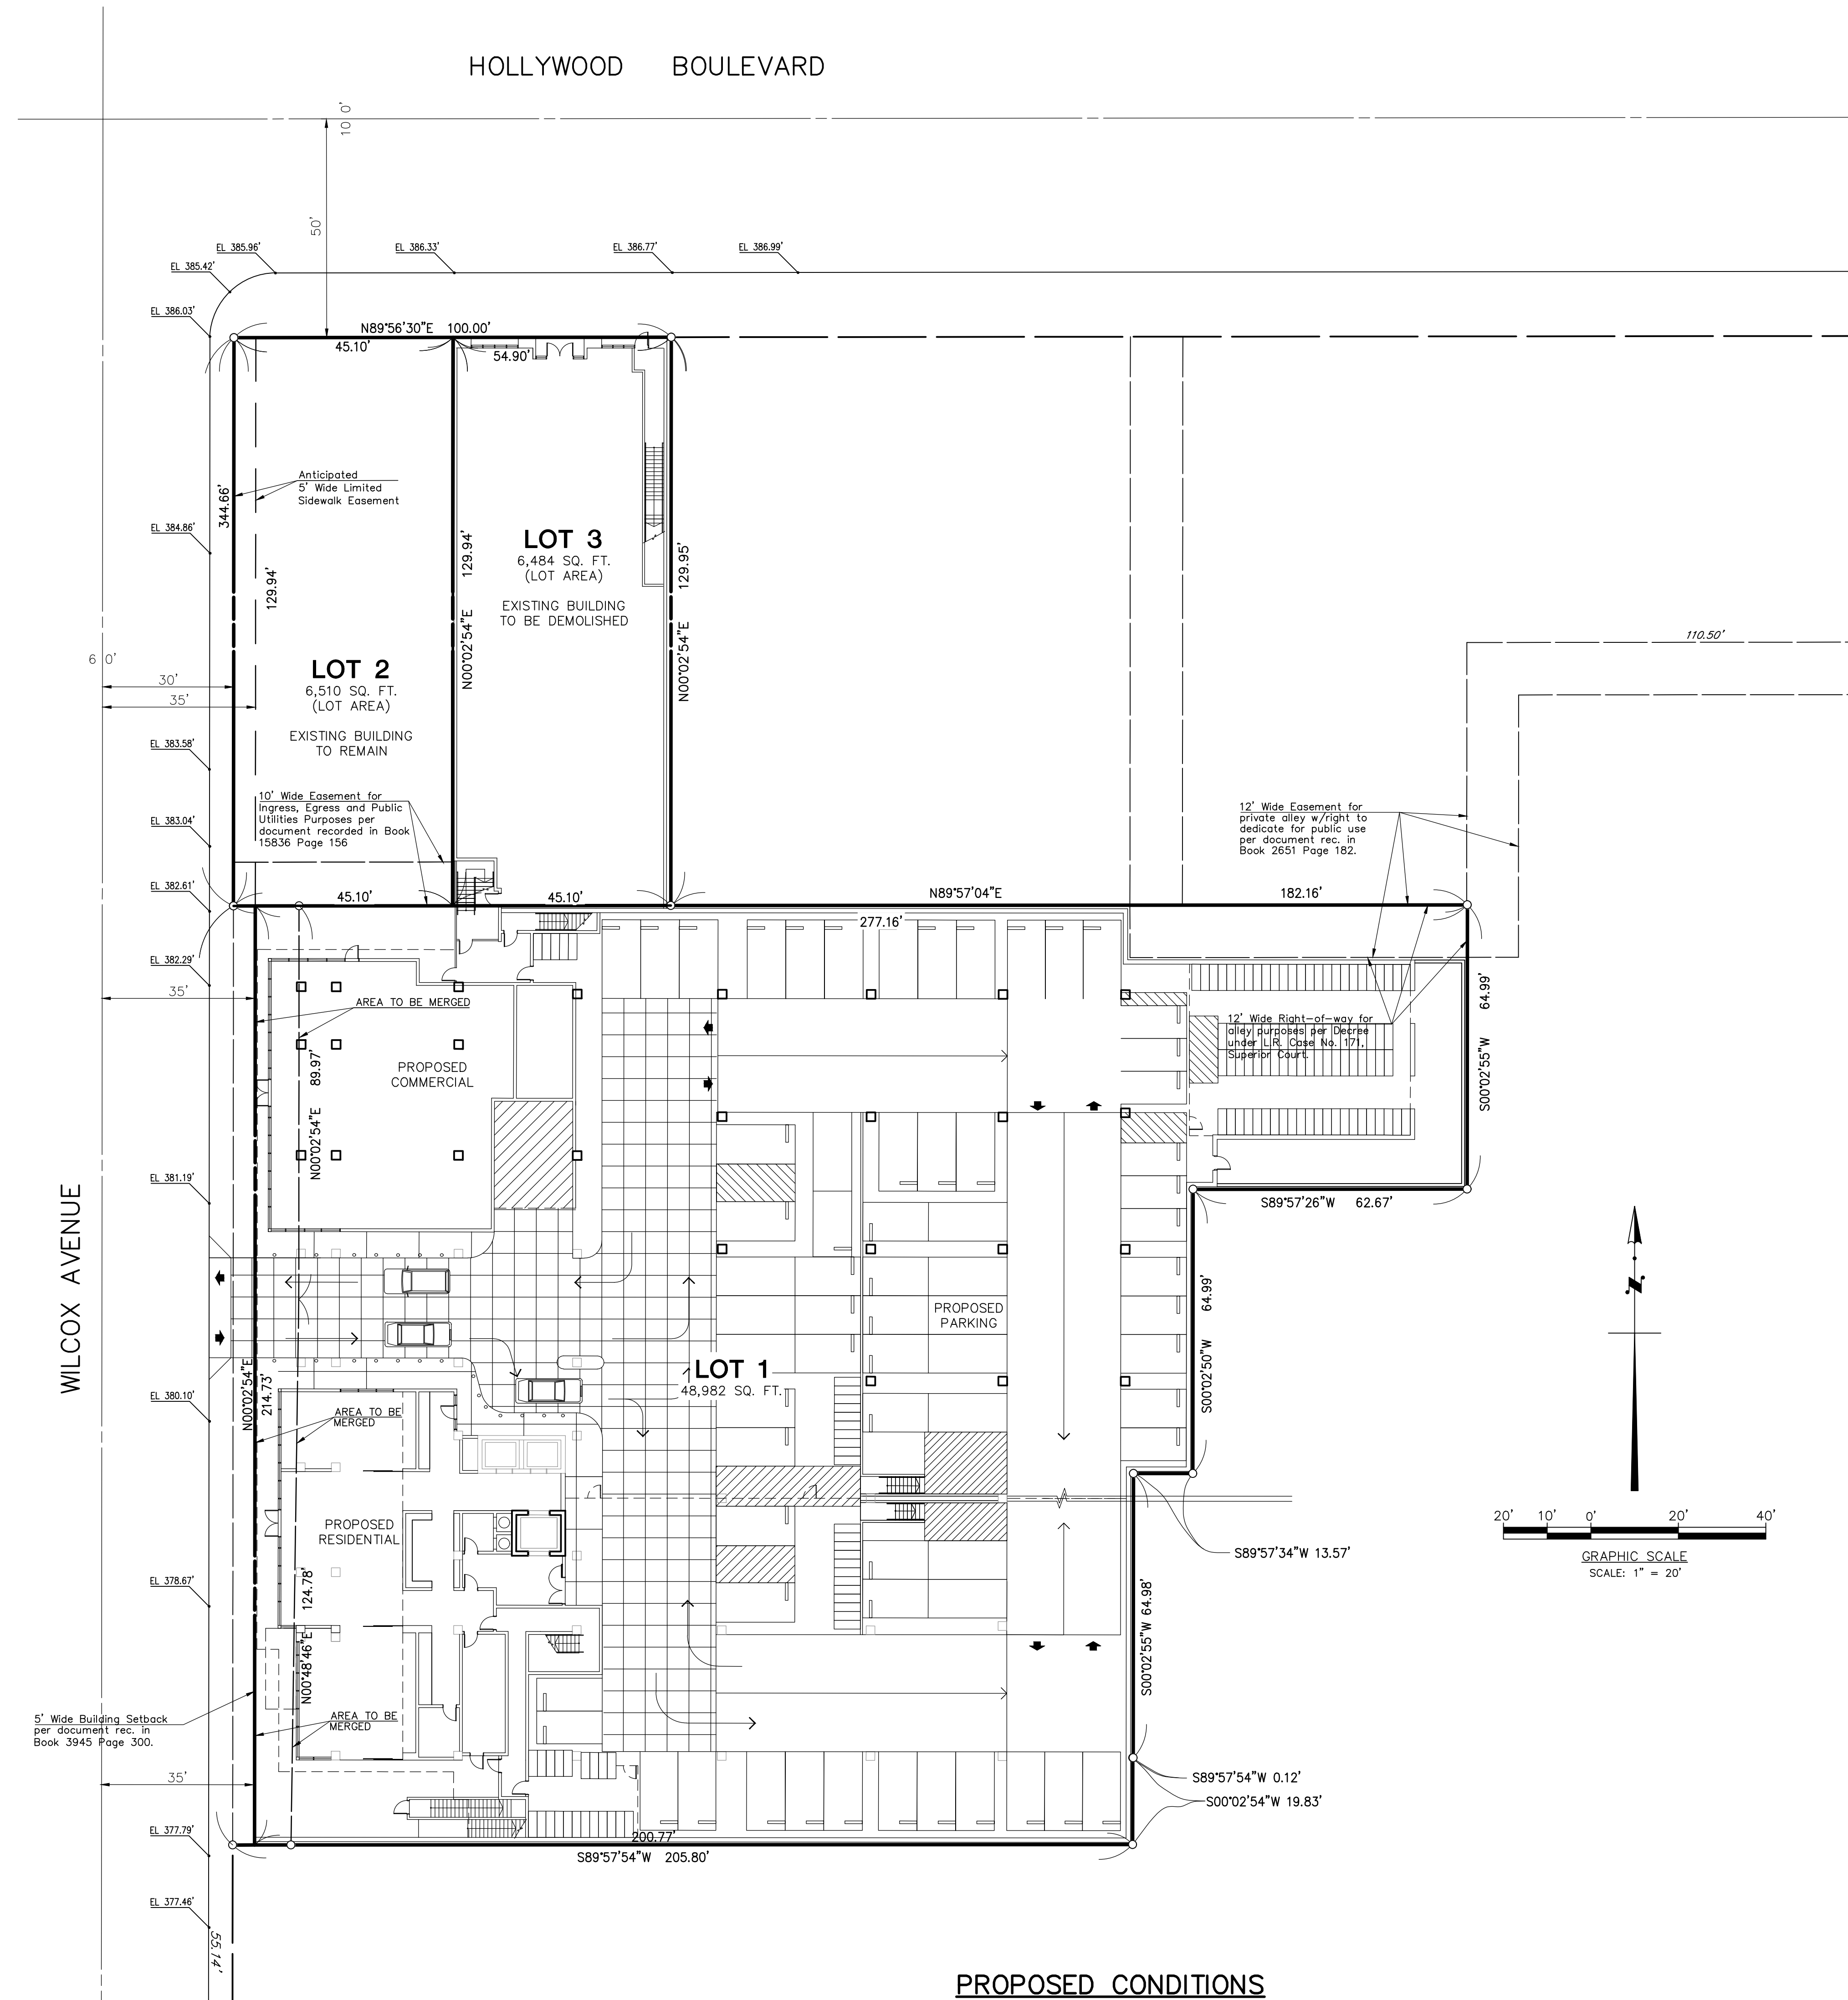 HOLLYWOOD BOULEVARD
10 0'
50'
EL 385.96'
EL 386.33'
EL 386.77'
EL 386.99'
EL 385.42'
EL 386.03'
N89°56'30"E 100.00'
45.10'
54.90'
344.66'
Anticipated
5' Wide Limited
Sidewalk Easement
EL 384.86'
129.94'
129.94'
N00°02'54"E
LOT 3
6,484 SQ. FT.
(LOT AREA)
EXISTING BUILDING
TO BE DEMOLISHED
129.95'
N00°02'54"E
110.50'
6 0'
30'
35'
LOT 2
6,510 SQ. FT.
(LOT AREA)
EXISTING BUILDING
TO REMAIN
EL 383.58'
10' Wide Easement for
Ingress, Egress and Public
Utilities Purposes per
document recorded in Book
15836 Page 156
12' Wide Easement for
private alley w/right to
dedicate for public use
per document rec. in
Book 2651 Page 182.
EL 383.04'
EL 382.61'
45.10'
45.10'
N89°57'04"E
182.16'
277.16'
EL 382.29'
35'
AREA TO BE MERGED
12' Wide Right-of-way for
alley purposes per Decree
under L.R. Case No. 171,
Superior Court.
64.99'
S00°02'55"W
PROPOSED
COMMERCIAL
89.97'
N00°02'54"E
EL 381.19'
WILCOX AVENUE
S89°57'26"W 62.67'
64.99'
S00°02'50"W
PROPOSED
PARKING
LOT 1
48,982 SQ. FT.
N00°02'54"E
214.73'
EL 380.10'
AREA TO BE
MERGED
PROPOSED
RESIDENTIAL
20' 10' 0' 20' 40'
GRAPHIC SCALE
SCALE: 1" = 20'
S89°57'34"W 13.57'
EL 378.67'
124.78'
N00°48'46"E
S00°02'55"W 64.98'
5' Wide Building Setback
per document rec. in
Book 3945 Page 300.
AREA TO BE
MERGED
35'
S89°57'54"W 0.12'
S00°02'54"W 19.83'
EL 377.79'
200.77'
S89°57'54"W 205.80'
EL 377.46'
55.14'
PROPOSED CONDITIONS